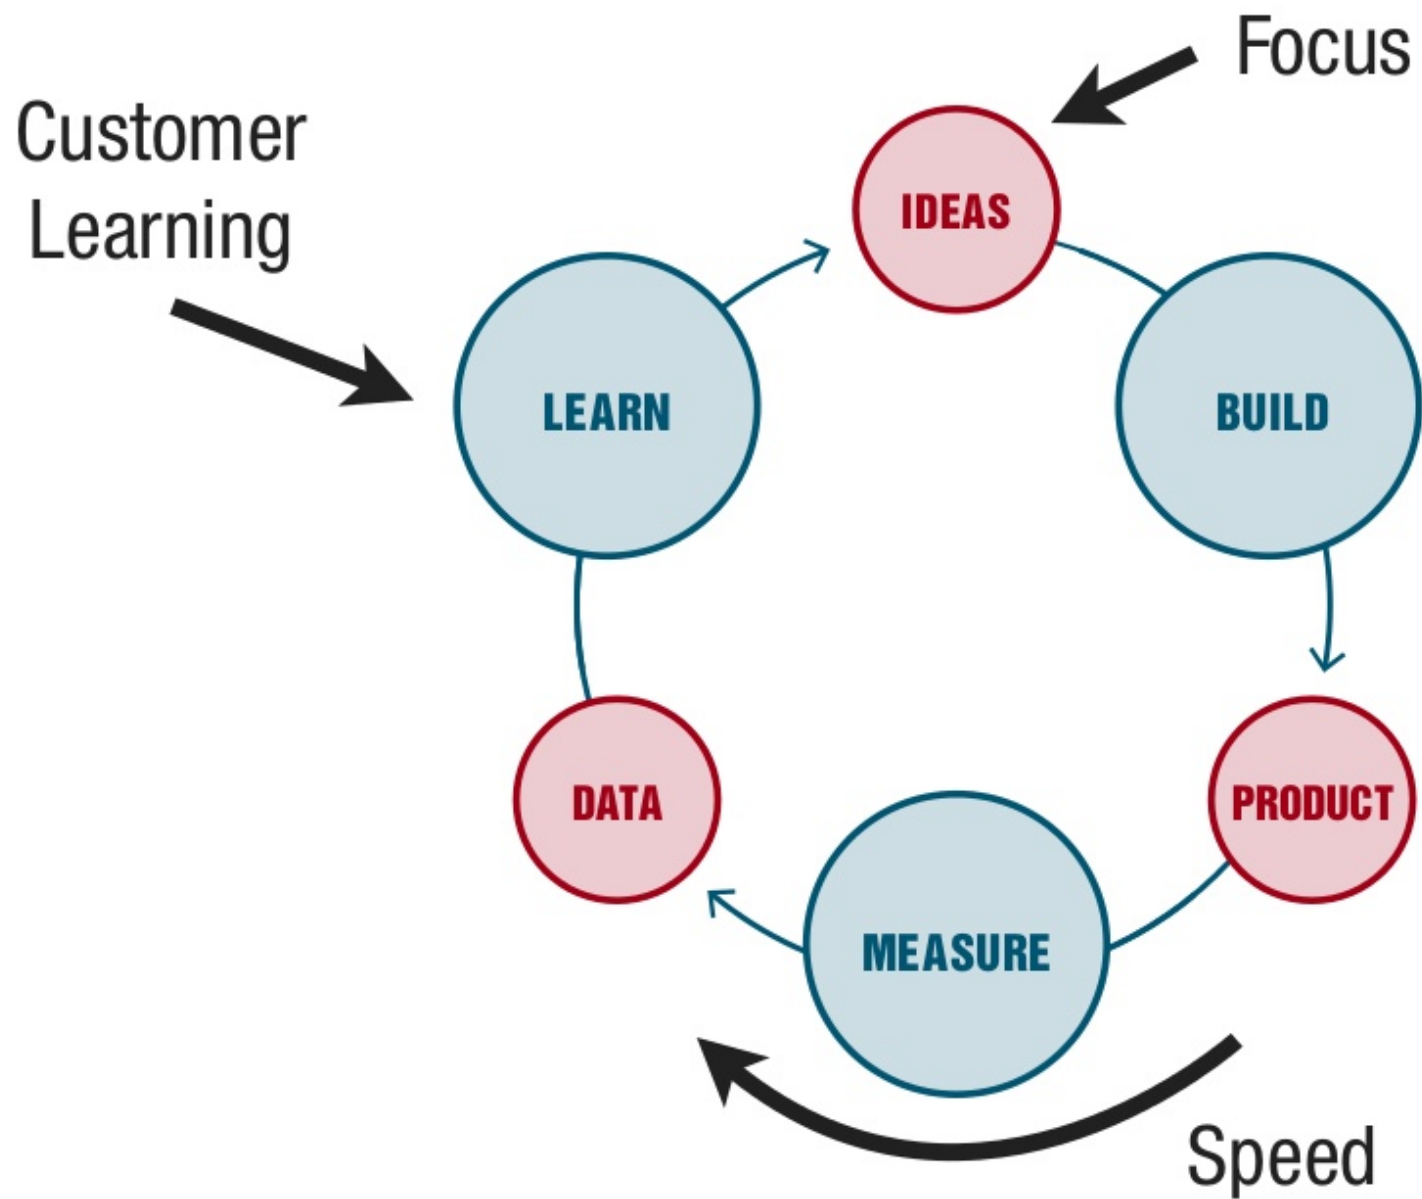 Focus
Customer
Learning
IDEAS
LEARN
BUILD
DATA
PRODUCT
MEASURE
Speed